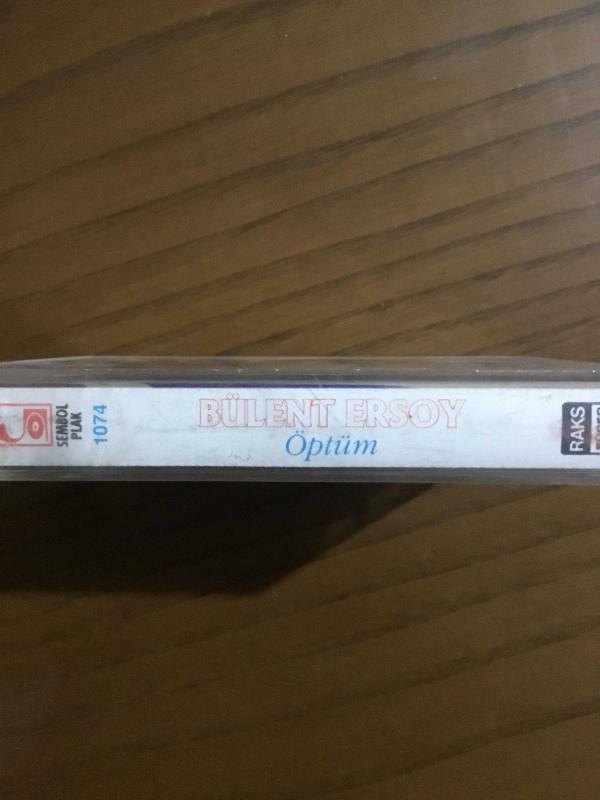 SEMBOL
PLAK
1074
BÜLENT ERSOY
Öptüm
RAKS